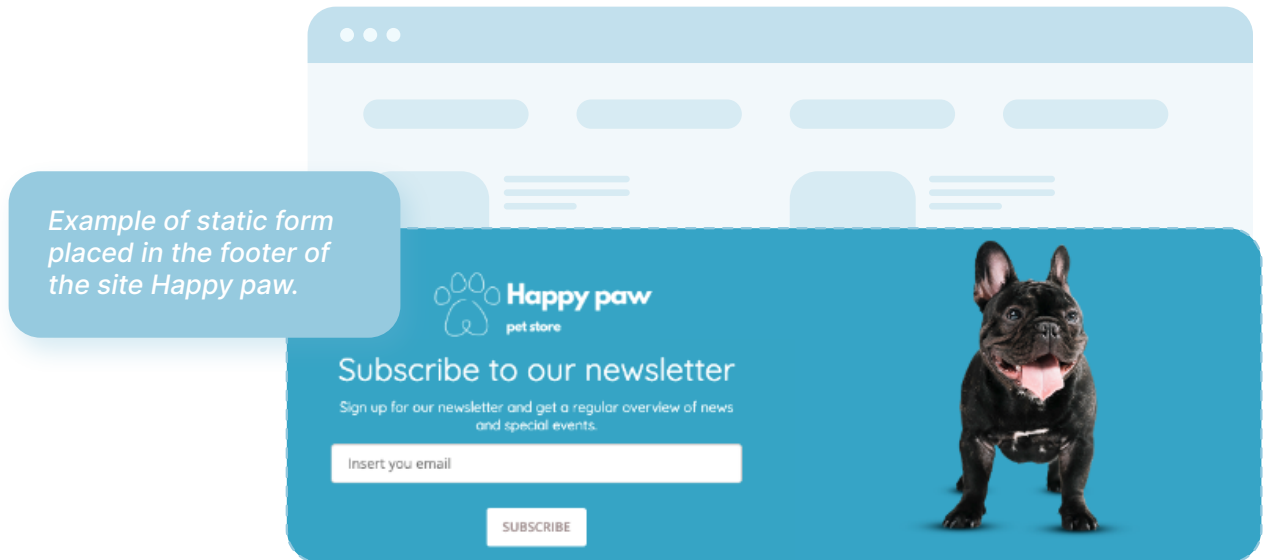 Example of static form
placed in the footer of
the site Happy paw.
Happy paw
pet store
Subscribe to our newsletter
Sign up for our newsletter and get a regular overview of news
and special events.
Insert you email
SUBSCRIBE